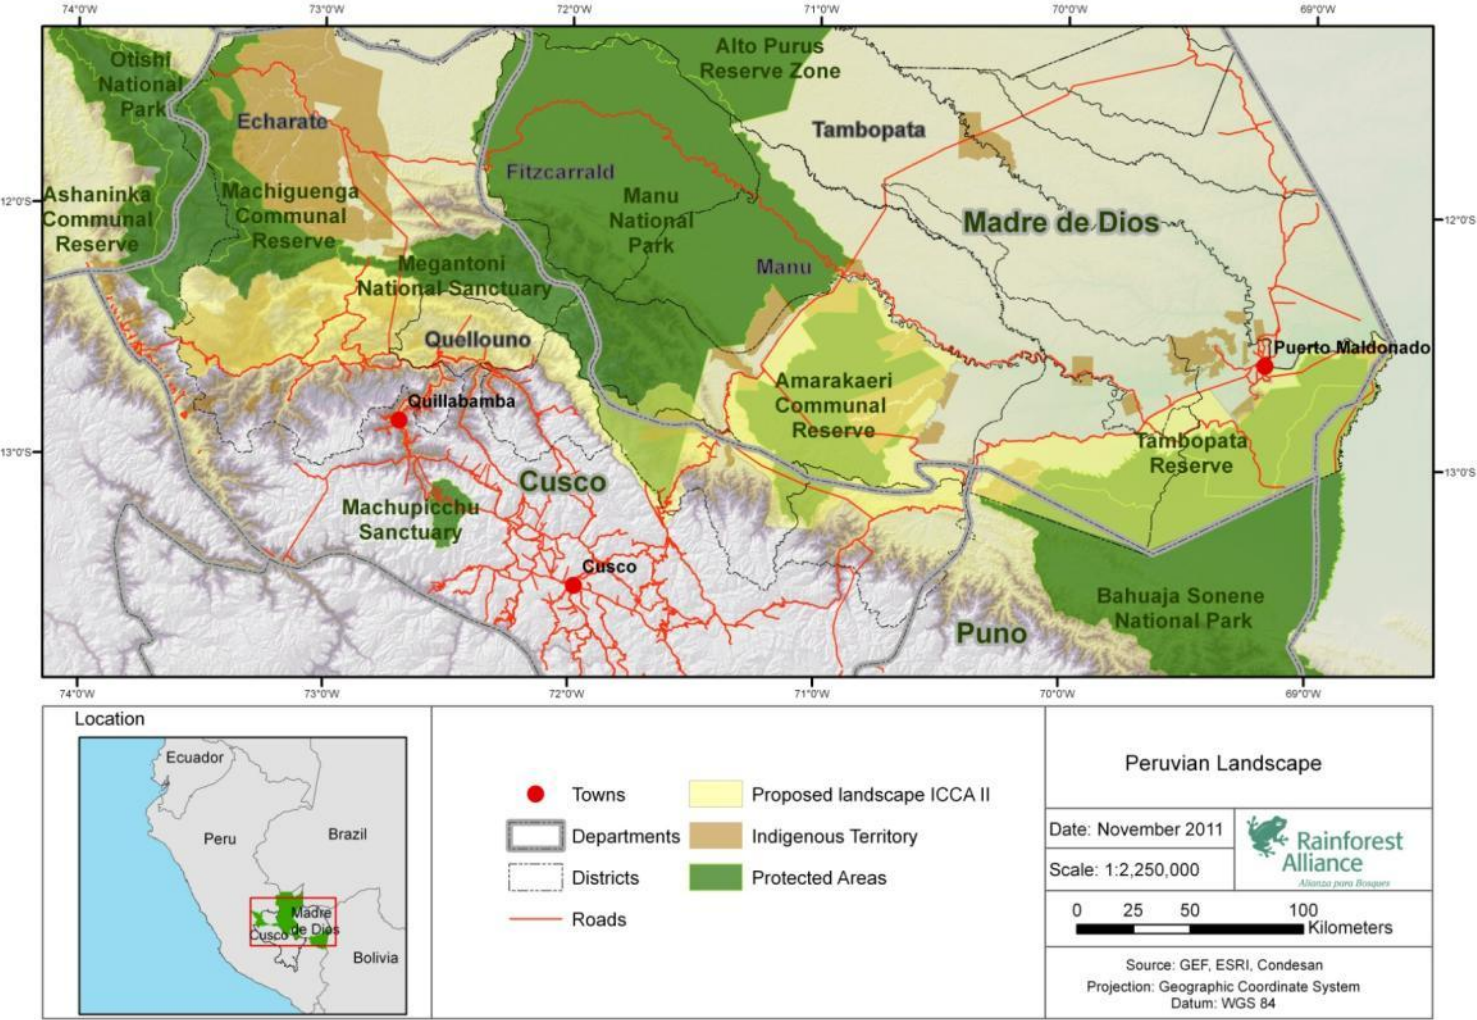 74°0'W 73°0'W 72°0'W 71°0'W 70°0'W 69°0'W
Otishi
National
Park
Alto Purus
Reserve Zone
Echarate
Tambopata
Fitzcarrald
Ashaninka
Communal
Reserve
Machiguenga
Communal
Reserve
Manu
National
Park
12°0'S
12°0'S
Madre de Dios
Megantoni
National Sanctuary
Manu
Quellouno
Puerto Maldonado
Quillabamba
Amarakaeri
Communal
Reserve
13°0'S
13°0'S
Tambopata
Reserve
Cusco
Machupicchu
Sanctuary
Cusco
Bahuaja Sonene
National Park
Puno
74°0'W 73°0'W 72°0'W 71°0'W 70°0'W 69°0'W
Location
Ecuador
Peru
Brazil
Madre
de Dios
Cusco
Bolivia
Towns
Departments
Districts
Roads
Proposed landscape ICCA II
Indigenous Territory
Protected Areas
Peruvian Landscape
Date: November 2011
Scale: 1:2,250,000
Rainforest
Alliance
Alianza para Bosques
0 25 50 100
Kilometers
Source: GEF, ESRI, Condesan
Projection: Geographic Coordinate System
Datum: WGS 84